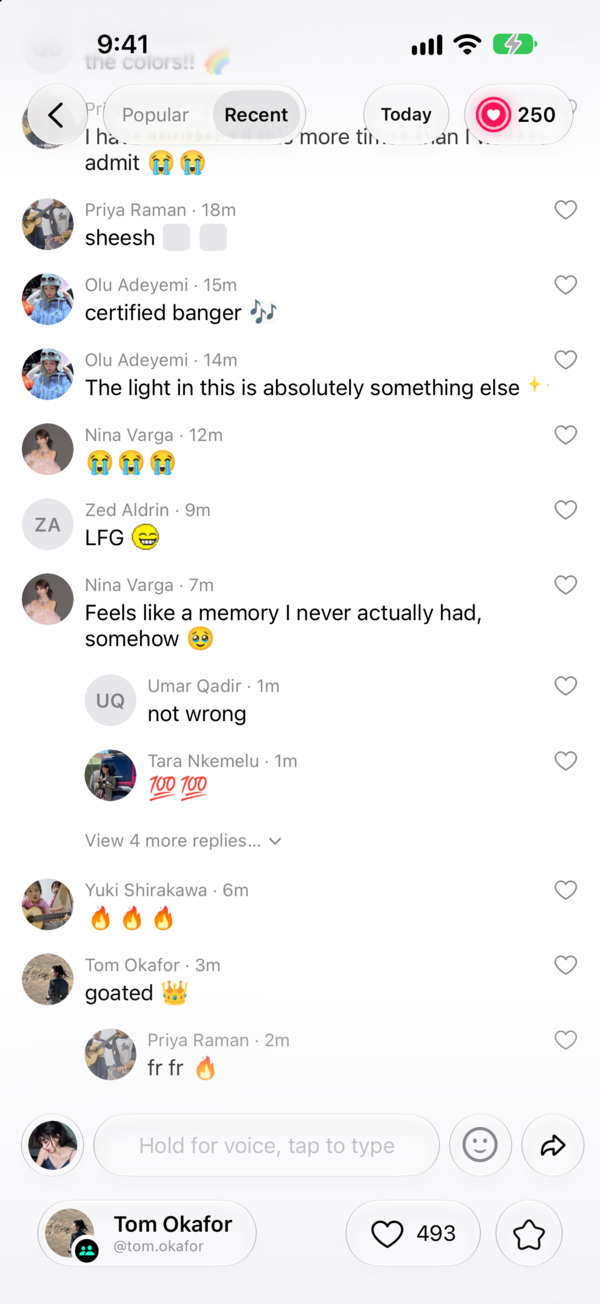 9:41
the colors!! 🌈
Popular
Recent
Today
250
more
admit 😭😭
Priya Raman · 18m
sheesh
Olu Adeyemi · 15m
certified banger 🎶
Olu Adeyemi · 14m
The light in this is absolutely something else ✨
Nina Varga · 12m
😭😭😭
ZA
Zed Aldrin · 9m
LFG 😁
Nina Varga · 7m
Feels like a memory I never actually had,
somehow 🥹
UQ
Umar Qadir · 1m
not wrong
Tara Nkemelu · 1m
💯💯
View 4 more replies...
Yuki Shirakawa · 6m
🔥🔥🔥
Tom Okafor · 3m
goated 👑
Priya Raman · 2m
fr fr 🔥
Hold for voice, tap to type
Tom Okafor
@tom.okafor
493